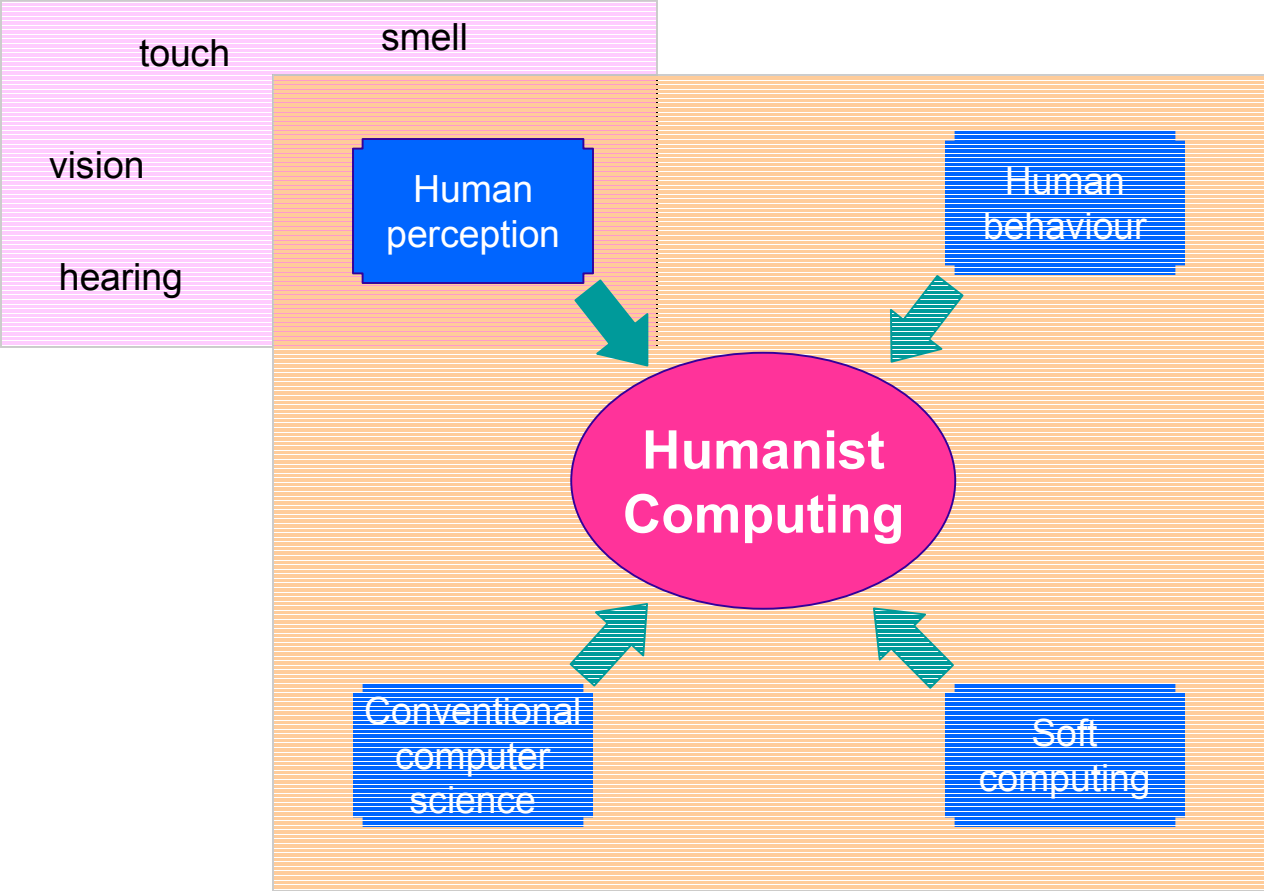 touch
smell
vision
hearing
Human
perception
Human
behaviour
Humanist
Computing
Conventional
computer
science
Soft
computing